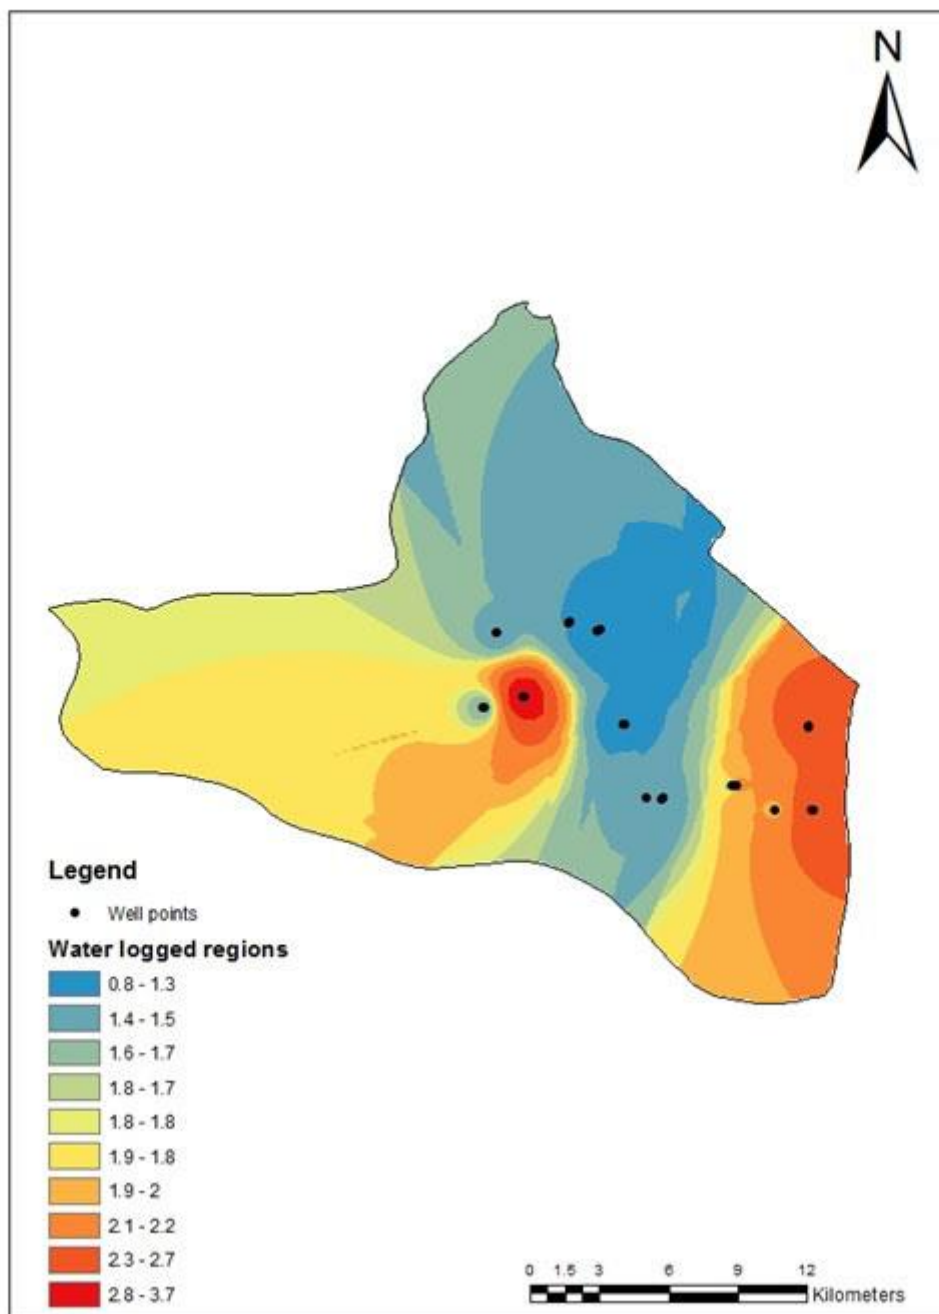 N
Legend
Well points
Water logged regions
0.8 - 1.3
1.4 - 1.5
1.6 - 1.7
1.8 - 1.7
1.8 - 1.8
1.9 - 1.8
1.9 - 2
2.1 - 2.2
2.3 - 2.7
2.8 - 3.7
0 1.5 3 6 9 12
Kilometers